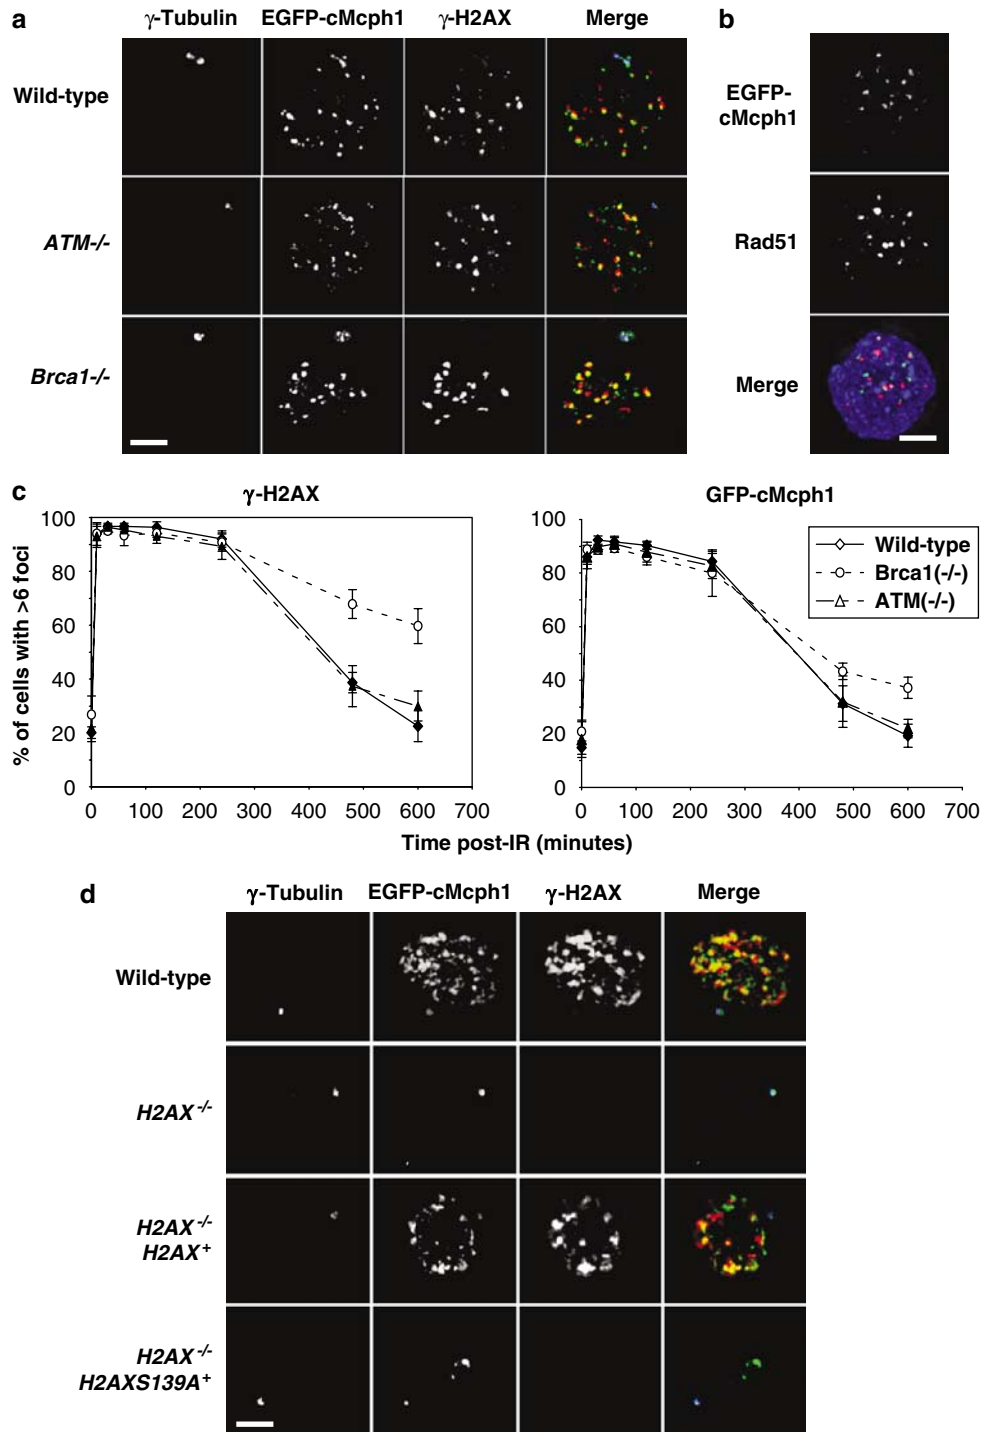 a
γ-Tubulin EGFP-cMcph1 γ-H2AX Merge
Wild-type
ATM-/-
Brca1-/-
b
EGFP-
cMcph1
Rad51
Merge
c
γ-H2AX
% of cells with >6 foci
100
80
60
40
20
0
0 100 200 300 400 500 600 700
GFP-cMcph1
100
80
60
40
20
0
0 100 200 300 400 500 600 700
Wild-type
Brca1(-/-)
ATM(-/-)
Time post-IR (minutes)
d
γ-Tubulin EGFP-cMcph1 γ-H2AX Merge
Wild-type
H2AX -/-
H2AX -/-
H2AX +
H2AX -/-
H2AXS139A +